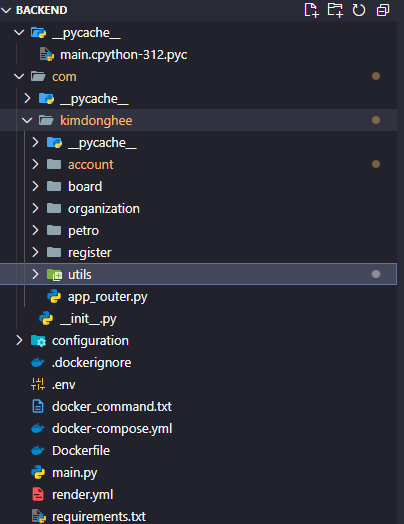 BACKEND
__pycache__
main.cpython-312.pyc
com
__pycache__
kimdonghee
__pycache__
account
board
organization
petro
register
utils
app_router.py
__init__.py
configuration
.dockerignore
.env
docker_command.txt
docker-compose.yml
Dockerfile
main.py
render.yml
requirements.txt